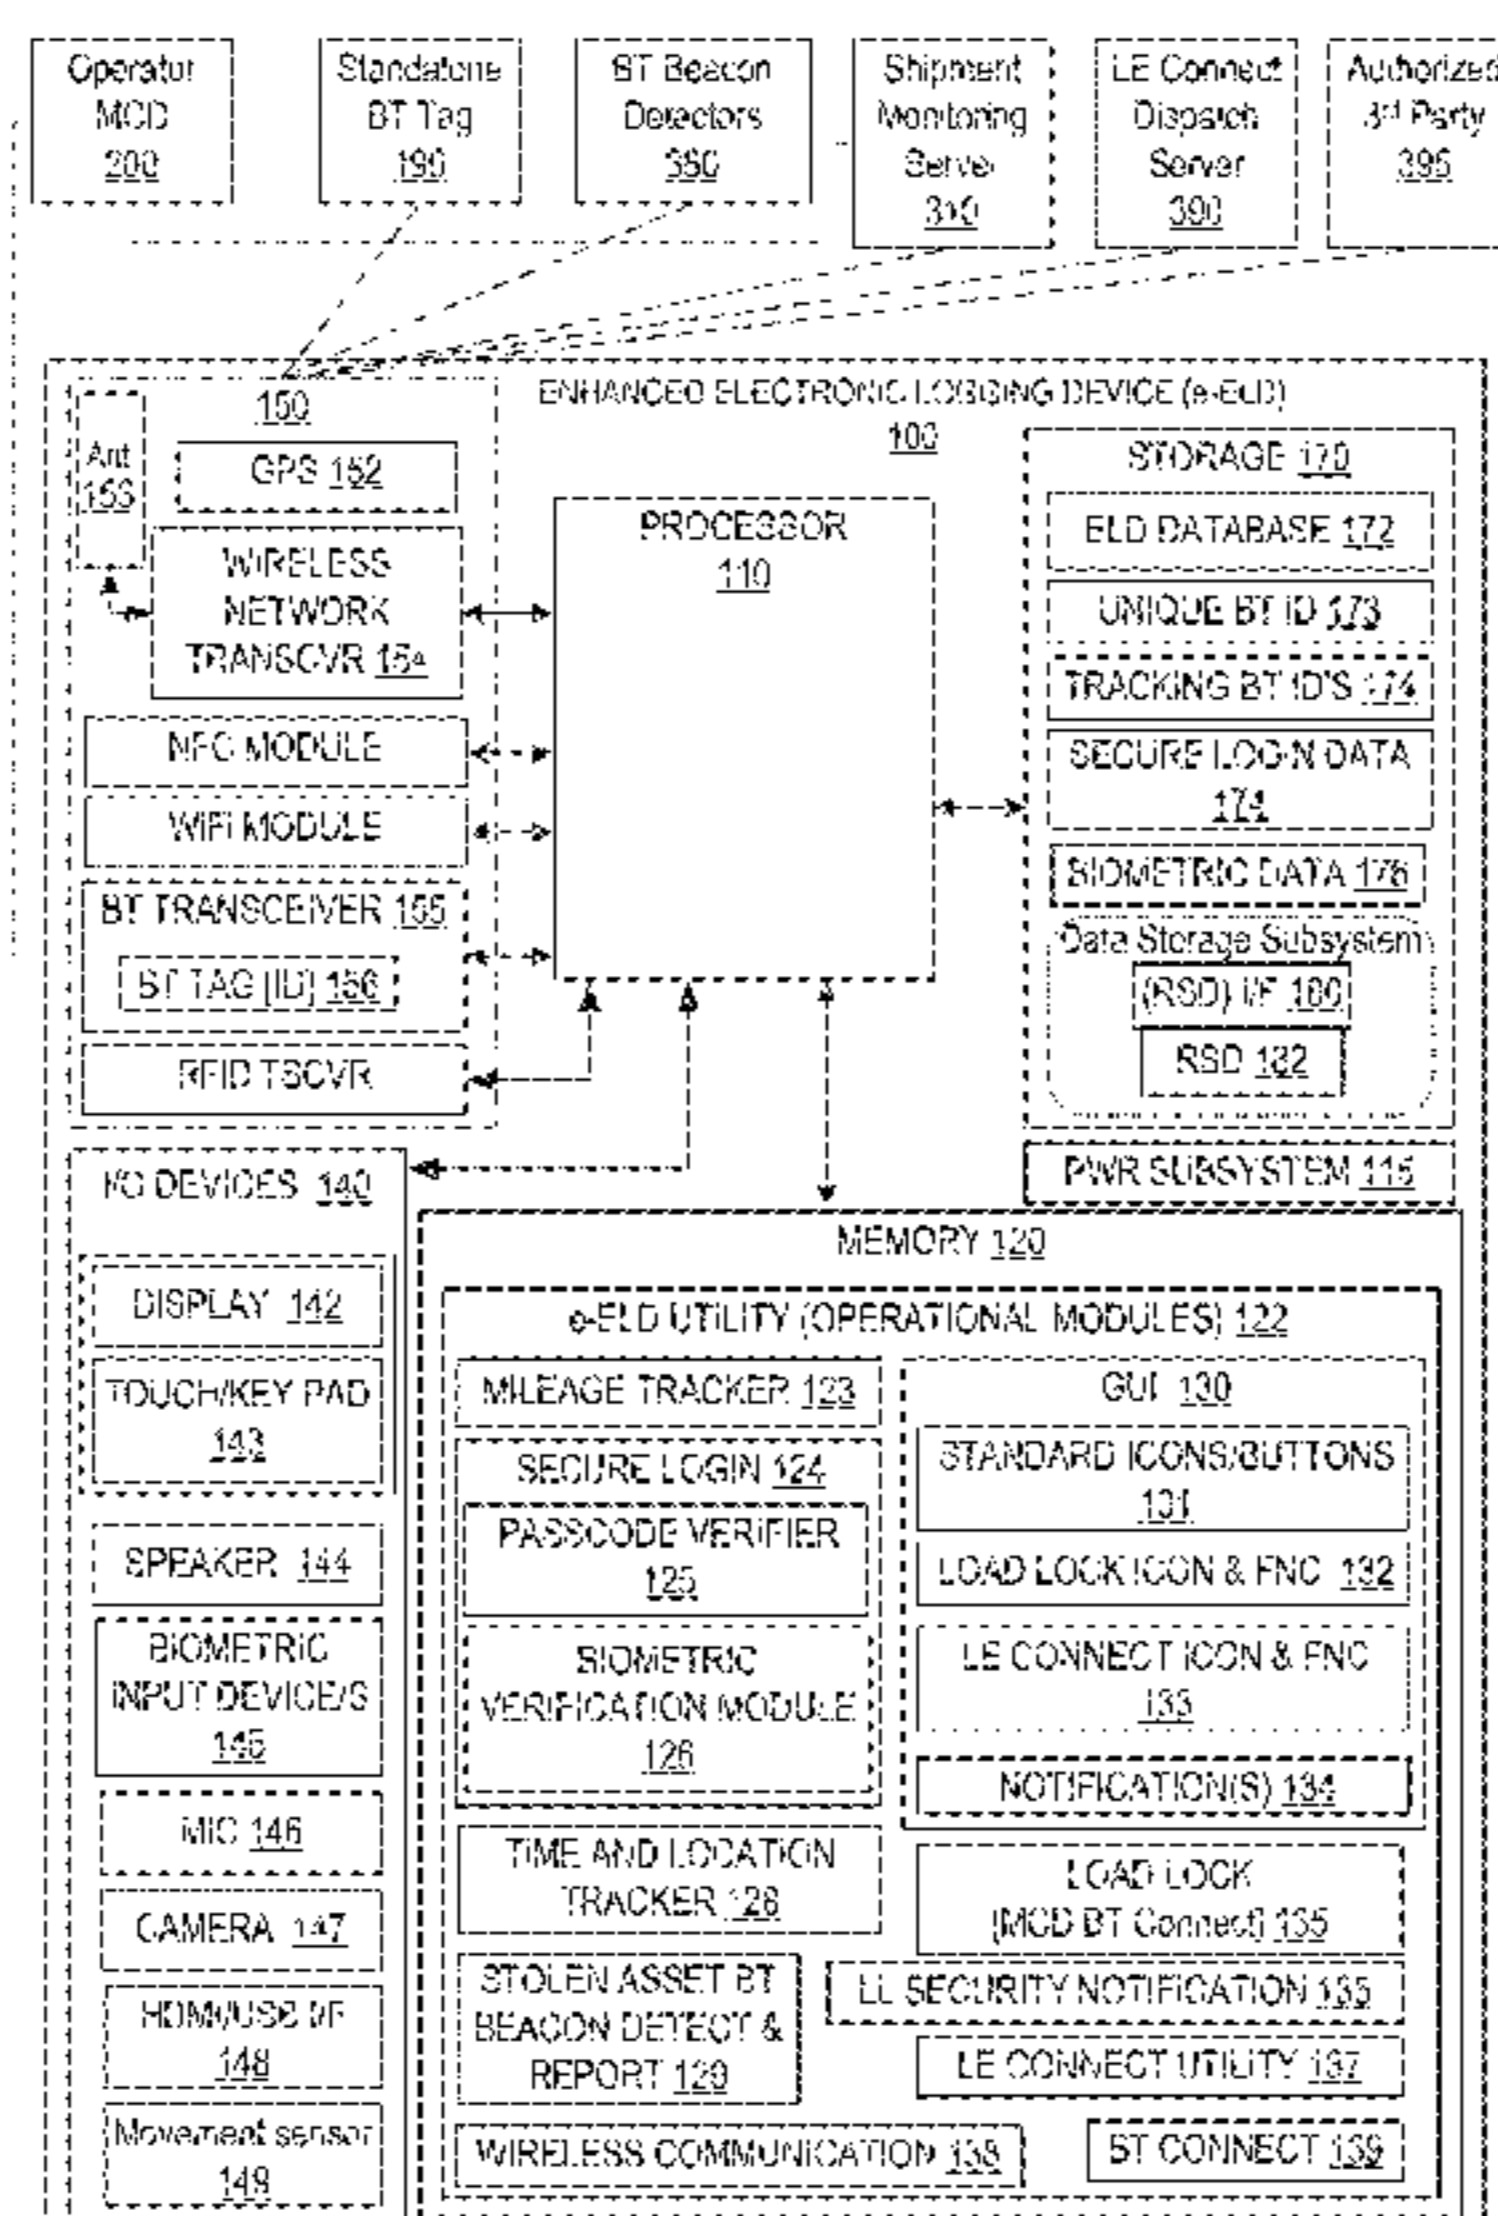 Operator
MCD
200
Standalone
BT Tag
190
BT Beacon
Detectors
350
Shipment
Monitoring
Server
310
LE Connect
Dispatch
Server
390
Authorized
3rd Party
395
ENHANCED ELECTRONIC LOGGING DEVICE (e-ELD)
100
150
Ant
153
GPS 152
WIRELESS
NETWORK
TRANSCVR 154
NFC MODULE
WiFi MODULE
BT TRANSCEIVER 155
BT TAG [ID] 156
RFID TSCVR
PROCESSOR
110
STORAGE 170
ELD DATABASE 172
UNIQUE BT ID 173
TRACKING BT ID'S 174
SECURE LOGIN DATA
174
BIOMETRIC DATA 176
Data Storage Subsystem
(RSD) I/F 180
RSD 182
PWR SUBSYSTEM 115
I/O DEVICES 140
DISPLAY 142
TOUCH/KEY PAD
143
SPEAKER 144
BIOMETRIC
INPUT DEVICE/S
145
MIC 146
CAMERA 147
HDMI/USB I/F
148
Movement sensor
149
MEMORY 120
e-ELD UTILITY (OPERATIONAL MODULES) 122
MILEAGE TRACKER 123
SECURE LOGIN 124
PASSCODE VERIFIER
125
BIOMETRIC
VERIFICATION MODULE
126
TIME AND LOCATION
TRACKER 128
STOLEN ASSET BT
BEACON DETECT &
REPORT 129
WIRELESS COMMUNICATION 138
GUI 130
STANDARD ICONS/BUTTONS
131
LOAD LOCK ICON & FNC 132
LE CONNECT ICON & FNC
133
NOTIFICATION(S) 134
LOAD LOCK
[MCD BT Connect] 135
LL SECURITY NOTIFICATION
LE CONNECT UTILITY 137
BT CONNECT 139